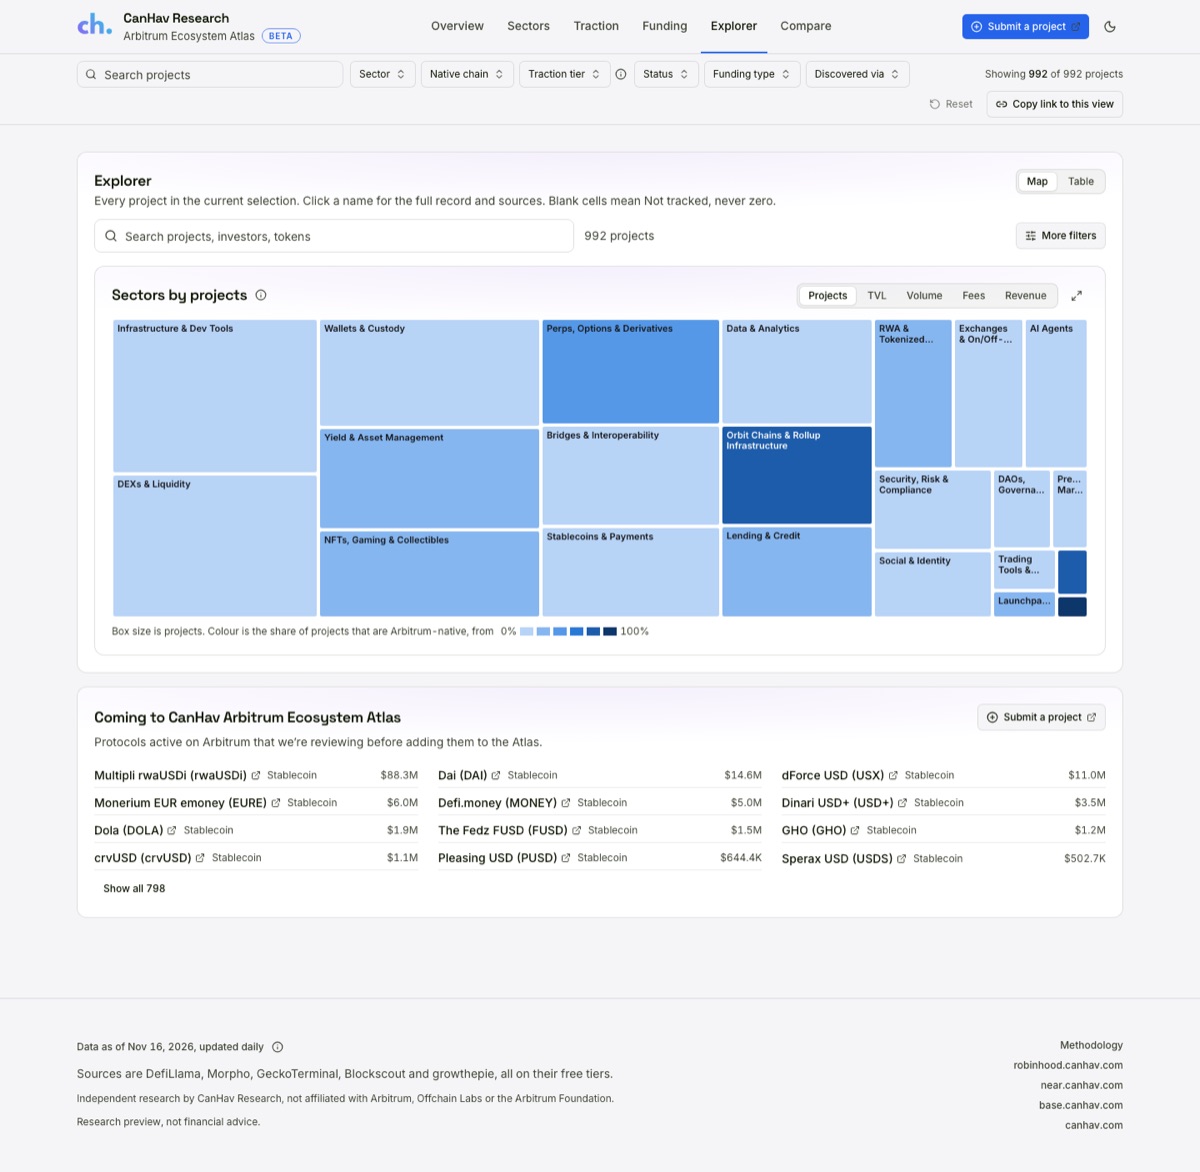 ch.
CanHav Research
Arbitrum Ecosystem Atlas BETA
Overview Sectors Traction Funding Explorer Compare
Submit a project
Search projects
Sector Native chain Traction tier Status Funding type Discovered via
Showing 992 of 992 projects
Reset Copy link to this view
Explorer
Map Table
Every project in the current selection. Click a name for the full record and sources. Blank cells mean Not tracked, never zero.
Search projects, investors, tokens
992 projects
More filters
Sectors by projects
Projects TVL Volume Fees Revenue
Infrastructure & Dev Tools
DEXs & Liquidity
Wallets & Custody
Yield & Asset Management
NFTs, Gaming & Collectibles
Perps, Options & Derivatives
Bridges & Interoperability
Stablecoins & Payments
Data & Analytics
Orbit Chains & Rollup
Infrastructure
Lending & Credit
RWA &
Tokenized...
Exchanges
& On/Off-...
AI Agents
Security, Risk &
Compliance
DAOs,
Governa...
Pre...
Mar...
Social & Identity
Trading
Tools &...
Launchpa...
Box size is projects. Colour is the share of projects that are Arbitrum-native, from 0% 100%
Coming to CanHav Arbitrum Ecosystem Atlas
Submit a project
Protocols active on Arbitrum that we're reviewing before adding them to the Atlas.
Multipli rwaUSDi (rwaUSDi) Stablecoin $88.3M
Dai (DAI) Stablecoin $14.6M
dForce USD (USX) Stablecoin $11.0M
Monerium EUR emoney (EURE) Stablecoin $6.0M
Defi.money (MONEY) Stablecoin $5.0M
Dinari USD+ (USD+) Stablecoin $3.5M
Dola (DOLA) Stablecoin $1.9M
The Fedz FUSD (FUSD) Stablecoin $1.5M
GHO (GHO) Stablecoin $1.2M
crvUSD (crvUSD) Stablecoin $1.1M
Pleasing USD (PUSD) Stablecoin $644.4K
Sperax USD (USDS) Stablecoin $502.7K
Show all 798
Data as of Nov 16, 2026, updated daily
Sources are DefiLlama, Morpho, GeckoTerminal, Blockscout and growthepie, all on their free tiers.
Independent research by CanHav Research, not affiliated with Arbitrum, Offchain Labs or the Arbitrum Foundation.
Research preview, not financial advice.
Methodology
robinhood.canhav.com
near.canhav.com
base.canhav.com
canhav.com